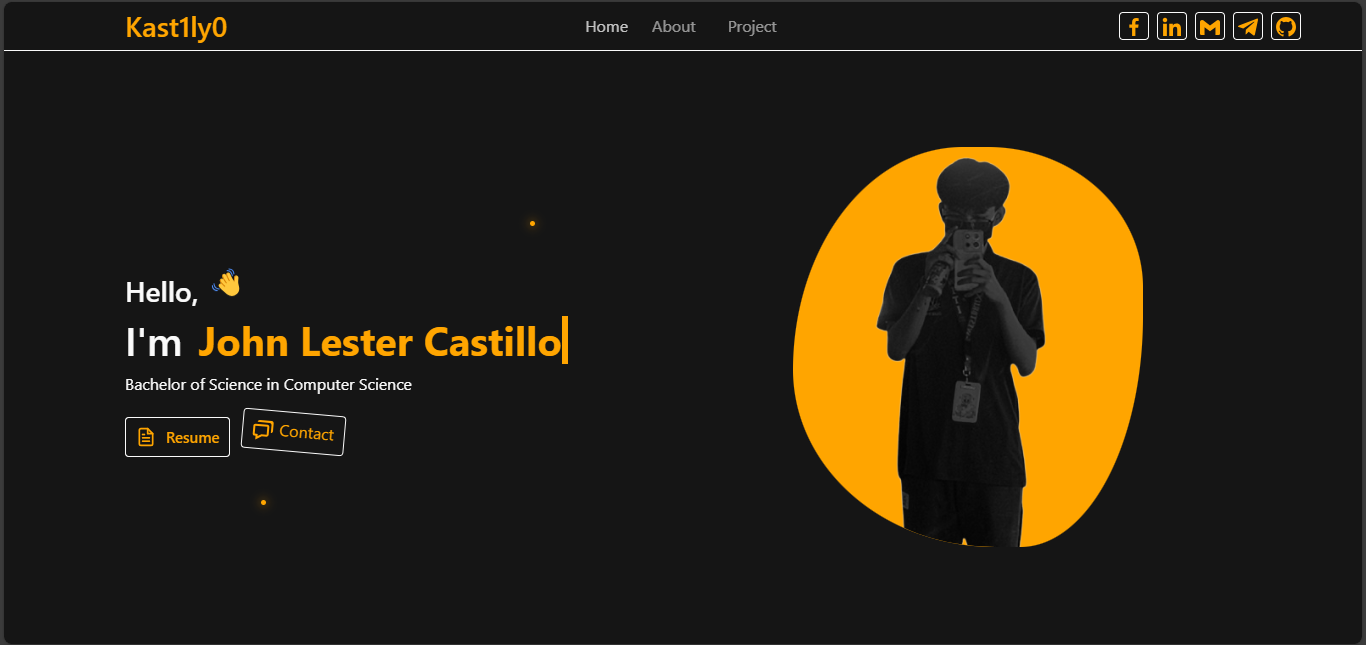 Kast1ly0
Home About Project
Hello,
I'm John Lester Castillo
Bachelor of Science in Computer Science
Resume
Contact